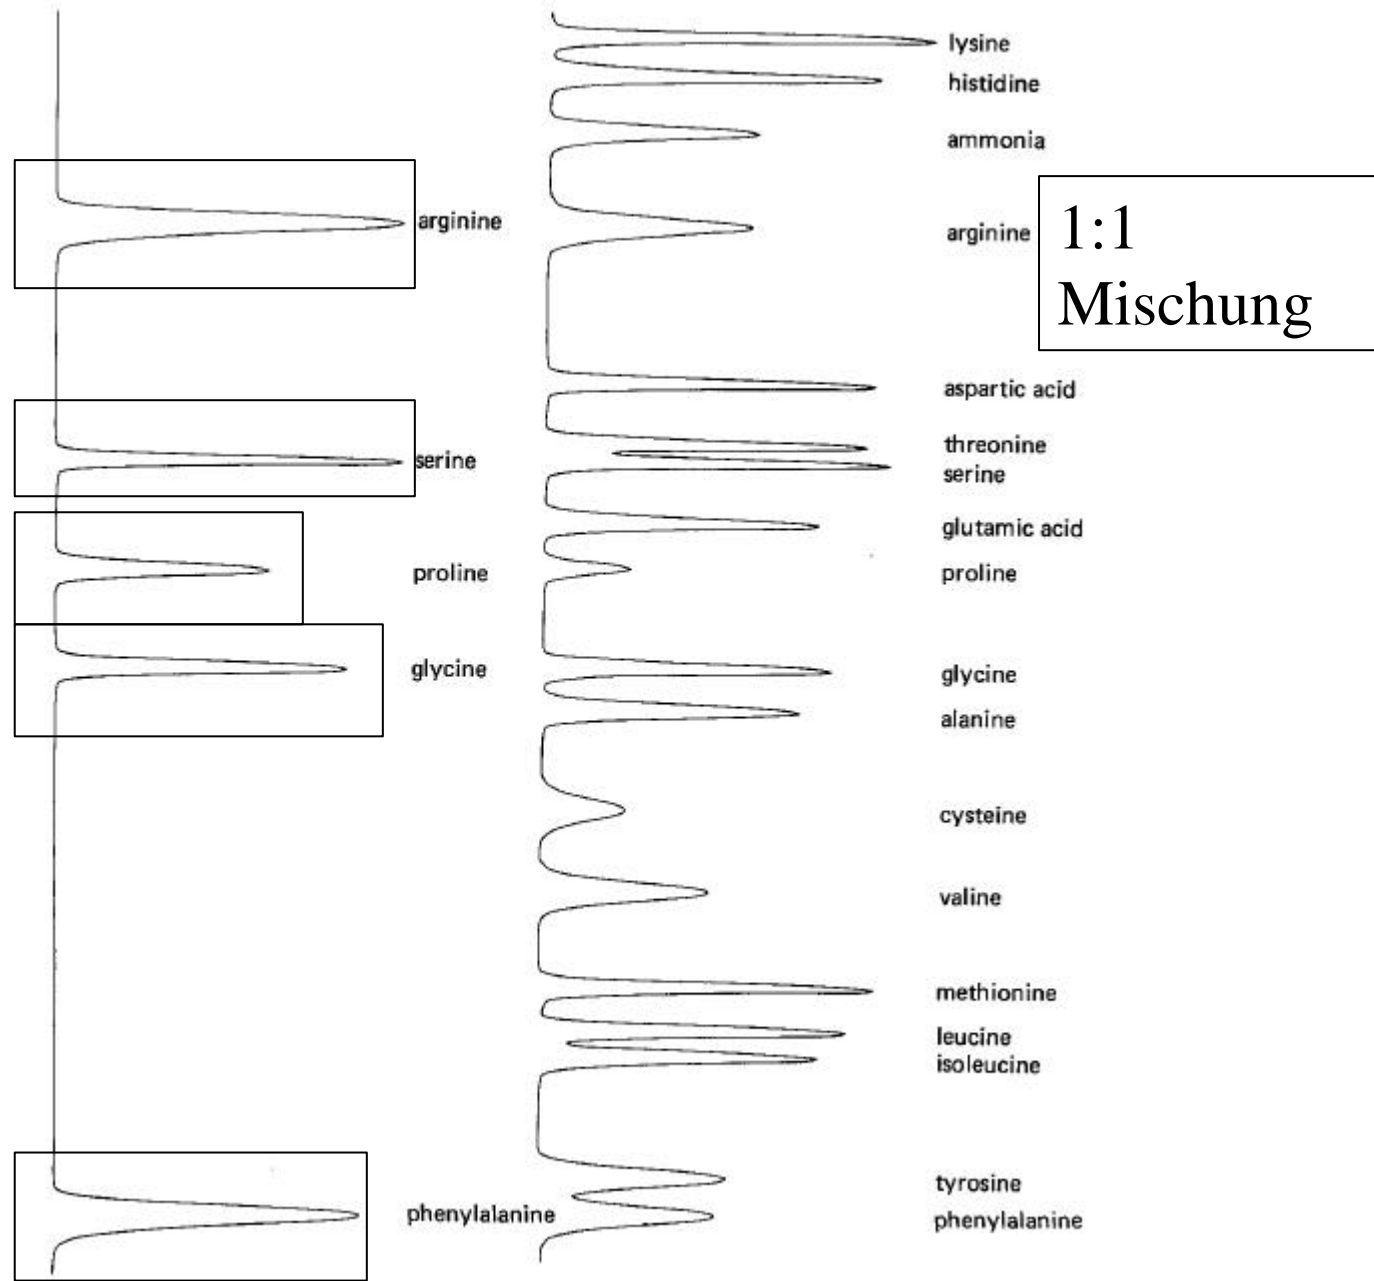 arginine
serine
proline
glycine
phenylalanine
lysine
histidine
ammonia
arginine
1:1
Mischung
aspartic acid
threonine
serine
glutamic acid
proline
glycine
alanine
cysteine
valine
methionine
leucine
isoleucine
tyrosine
phenylalanine